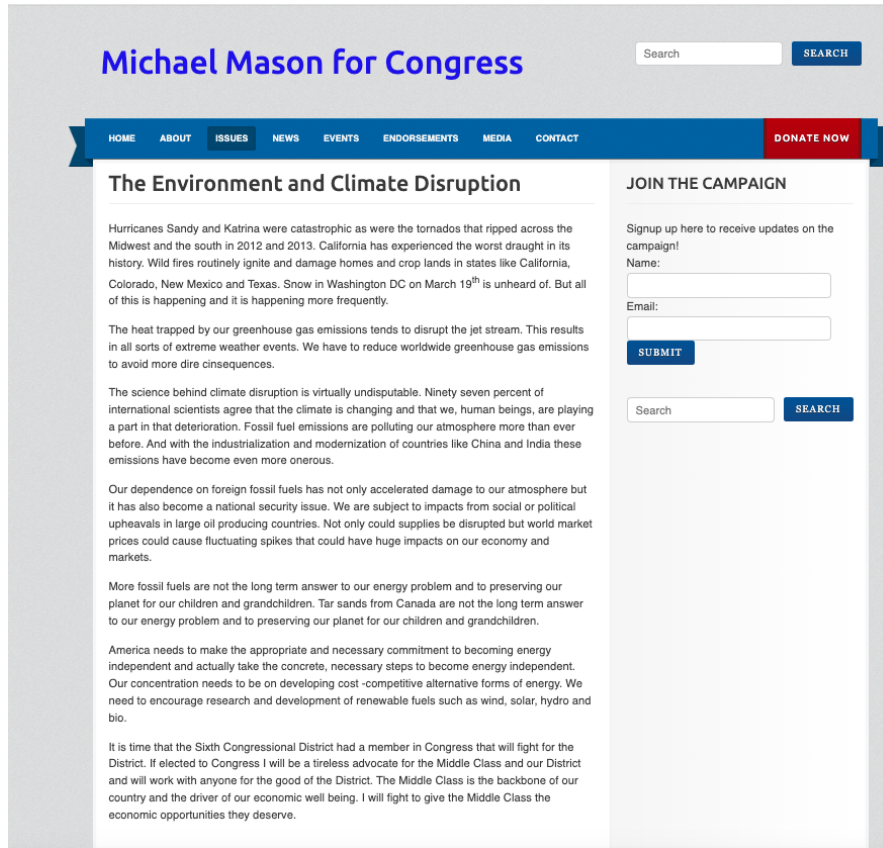 Michael Mason for Congress
Search
SEARCH
HOME ABOUT ISSUES NEWS EVENTS ENDORSEMENTS MEDIA CONTACT DONATE NOW
The Environment and Climate Disruption
Hurricanes Sandy and Katrina were catastrophic as were the tornados that ripped across the
Midwest and the south in 2012 and 2013. California has experienced the worst draught in its
history. Wild fires routinely ignite and damage homes and crop lands in states like California,
Colorado, New Mexico and Texas. Snow in Washington DC on March 19th is unheard of. But all
of this is happening and it is happening more frequently.
The heat trapped by our greenhouse gas emissions tends to disrupt the jet stream. This results
in all sorts of extreme weather events. We have to reduce worldwide greenhouse gas emissions
to avoid more dire cinsequences.
The science behind climate disruption is virtually undisputable. Ninety seven percent of
international scientists agree that the climate is changing and that we, human beings, are playing
a part in that deterioration. Fossil fuel emissions are polluting our atmosphere more than ever
before. And with the industrialization and modernization of countries like China and India these
emissions have become even more onerous.
Our dependence on foreign fossil fuels has not only accelerated damage to our atmosphere but
it has also become a national security issue. We are subject to impacts from social or political
upheavals in large oil producing countries. Not only could supplies be disrupted but world market
prices could cause fluctuating spikes that could have huge impacts on our economy and
markets.
More fossil fuels are not the long term answer to our energy problem and to preserving our
planet for our children and grandchildren. Tar sands from Canada are not the long term answer
to our energy problem and to preserving our planet for our children and grandchildren.
America needs to make the appropriate and necessary commitment to becoming energy
independent and actually take the concrete, necessary steps to become energy independent.
Our concentration needs to be on developing cost -competitive alternative forms of energy. We
need to encourage research and development of renewable fuels such as wind, solar, hydro and
bio.
It is time that the Sixth Congressional District had a member in Congress that will fight for the
District. If elected to Congress I will be a tireless advocate for the Middle Class and our District
and will work with anyone for the good of the District. The Middle Class is the backbone of our
country and the driver of our economic well being. I will fight to give the Middle Class the
economic opportunities they deserve.
JOIN THE CAMPAIGN
Signup up here to receive updates on the
campaign!
Name:
Email:
SUBMIT
Search
SEARCH